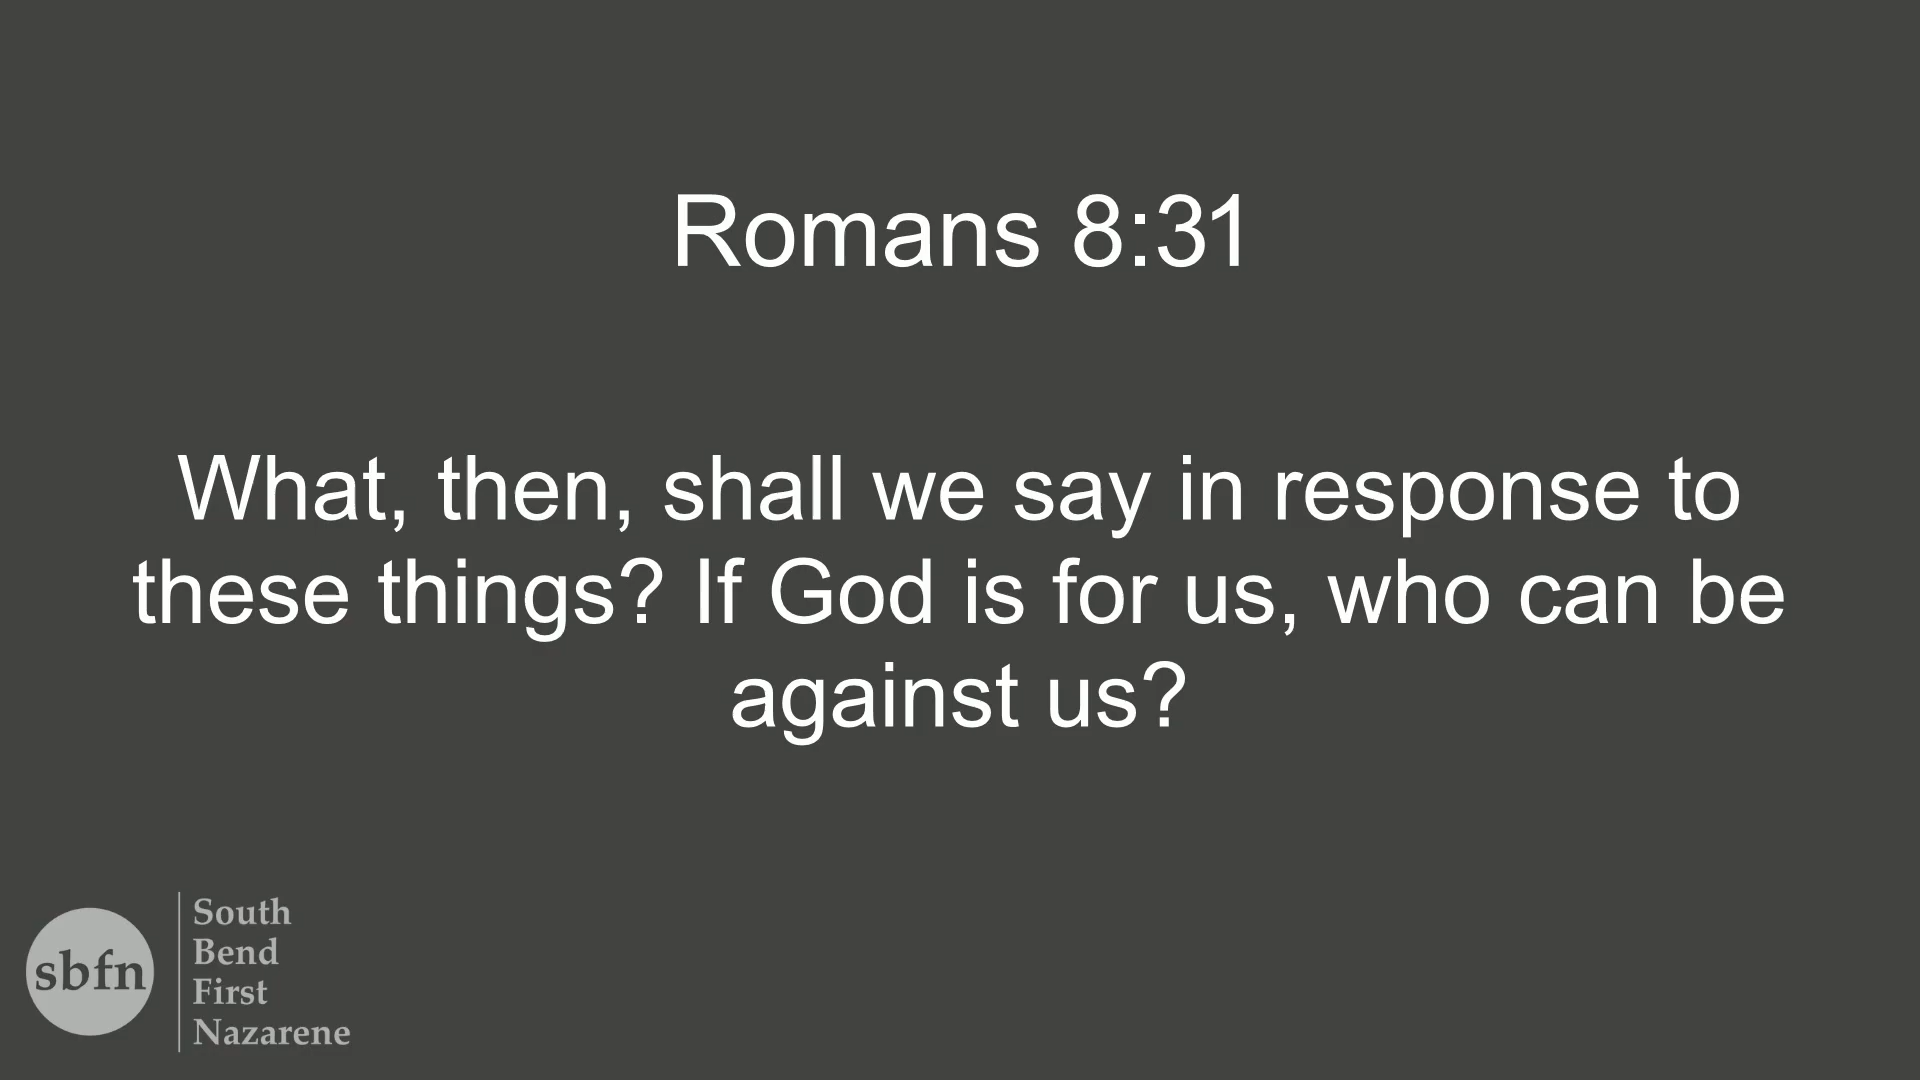 Romans 8:31
What, then, shall we say in response to
these things? If God is for us, who can be
against us?
sbfn
South
Bend
First
Nazarene